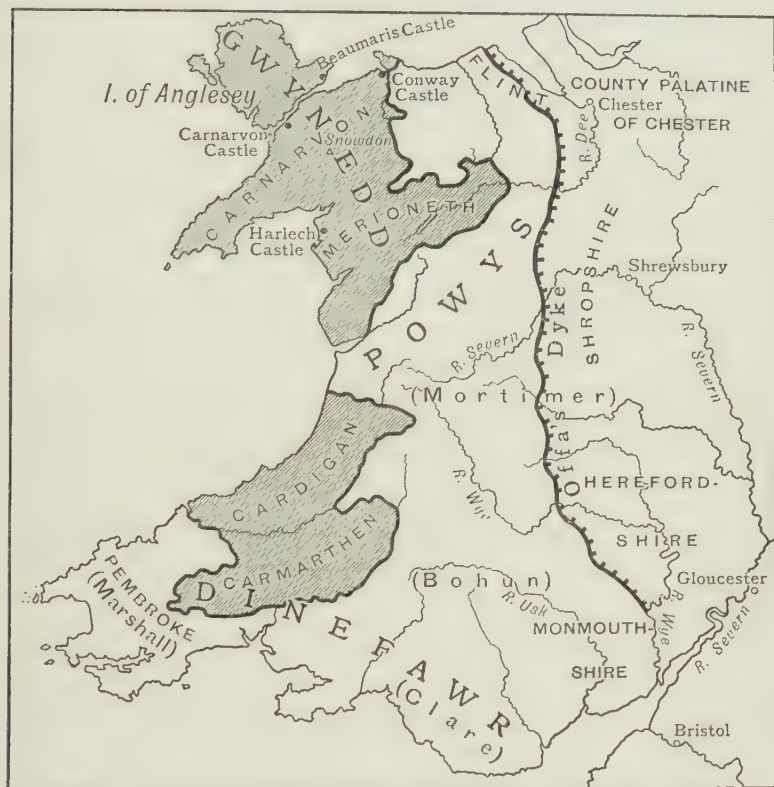 GWYNEDD
Beaumaris Castle
I. of Anglesey
Conway
Castle
FLINT
COUNTY PALATINE
Chester
OF CHESTER
R. Dee
Carnarvon
Castle
CARNARVON
Snowdon
Harlech
Castle
MERIONETH
POWYS
Offa's Dyke
SHROPSHIRE
Shrewsbury
R. Severn
R. Severn
(Mortimer)
CARDIGAN
R. Wye
HEREFORD-
SHIRE
CARMARTHEN
PEMBROKE
(Marshall)
DINEFAWR
(Bohun)
R. Usk
(Clare)
MONMOUTH-
SHIRE
R. Wye
Gloucester
R. Severn
Bristol